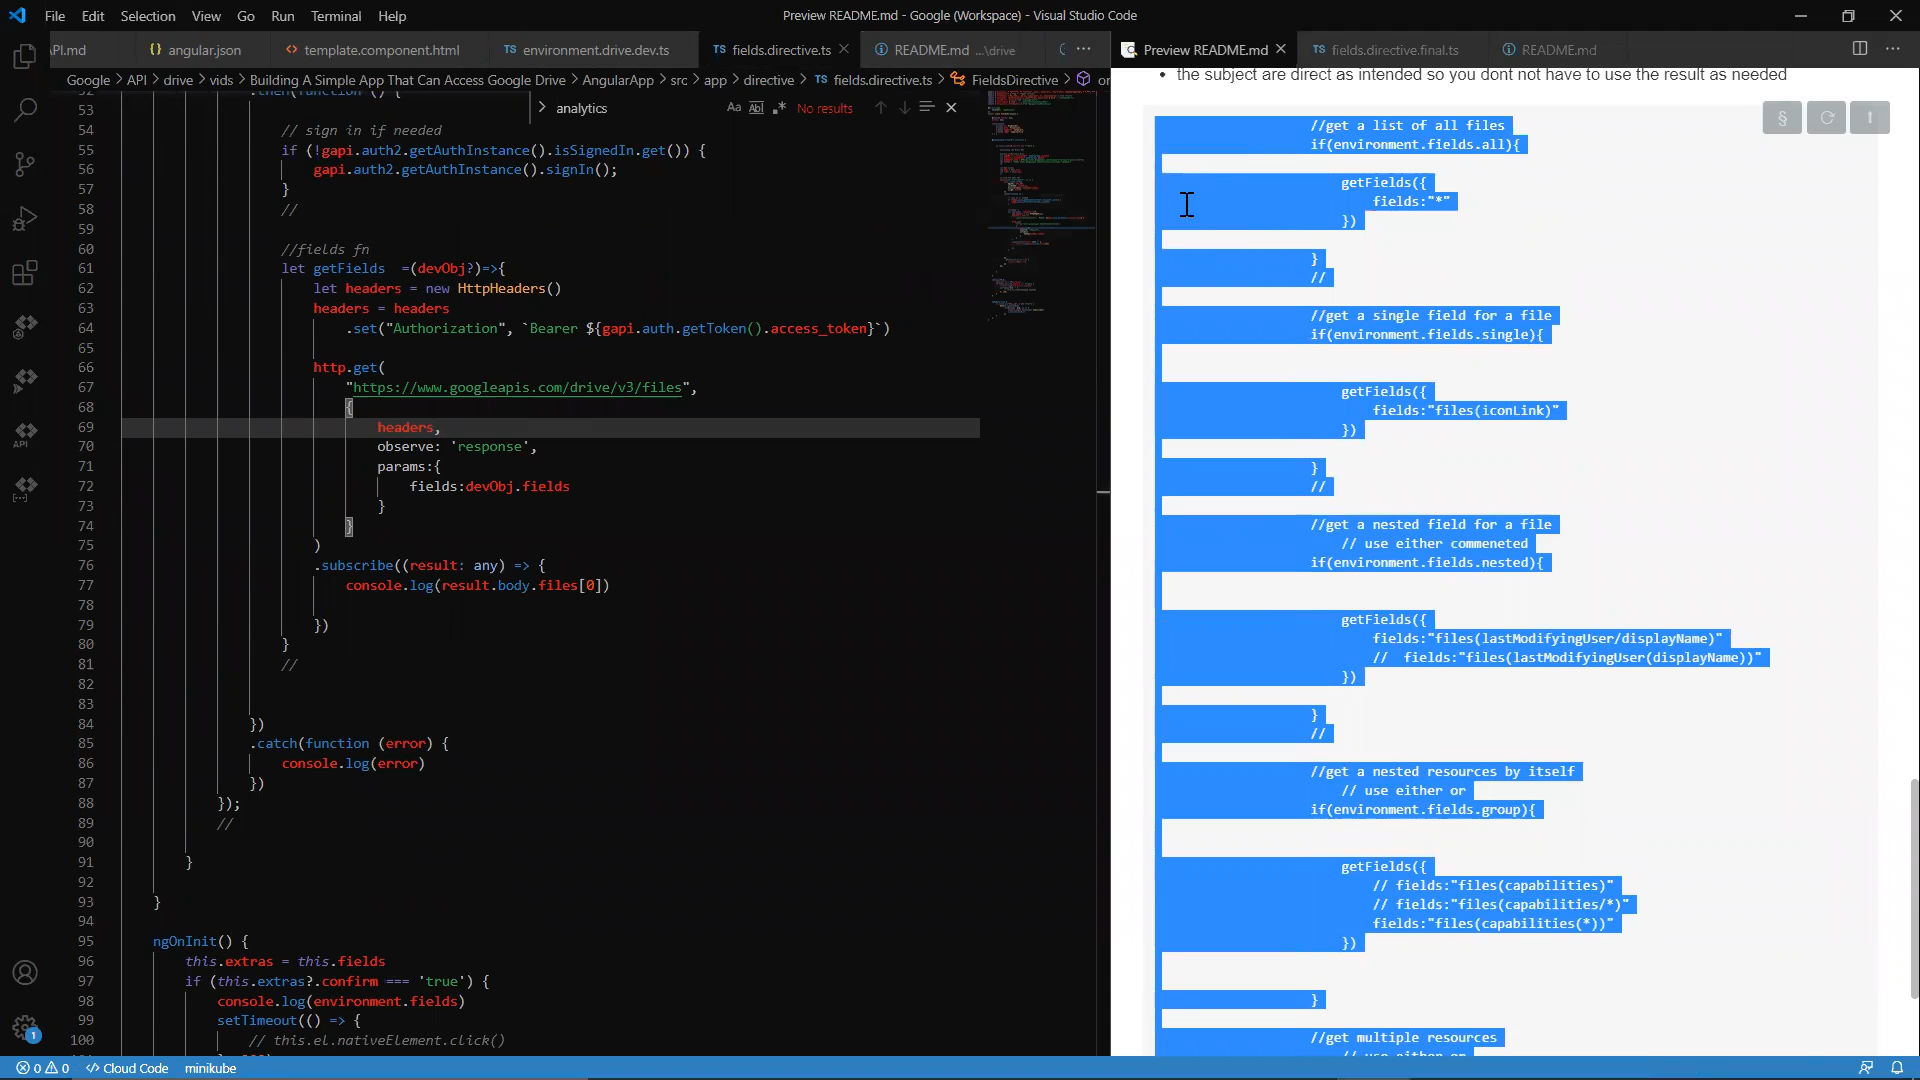 File Edit Selection View Go Run Terminal Help
Preview README.md - Google (Workspace) - Visual Studio Code
API.md
{} angular.json
<> template.component.html
TS environment.drive.dev.ts
TS fields.directive.ts
README.md ...\drive
Preview README.md
TS fields.directive.final.ts
README.md
Google > API > drive > vids > Building A Simple App That Can Access Google Drive > AngularApp > src > app > directive > TS fields.directive.ts > FieldsDirective >
analytics
Aa Ab .* No results
52 .then(function () {
53
54 // sign in if needed
55 if (!gapi.auth2.getAuthInstance().isSignedIn.get()) {
56 gapi.auth2.getAuthInstance().signIn();
57 }
58 //
59
60 //fields fn
61 let getFields =(devObj?)=>{
62 let headers = new HttpHeaders()
63 headers = headers
64 .set("Authorization", `Bearer ${gapi.auth.getToken().access_token}`)
65
66 http.get(
67 "https://www.googleapis.com/drive/v3/files",
68 {
69 headers,
70 observe: 'response',
71 params:{
72 fields:devObj.fields
73 }
74 }
75 )
76 .subscribe((result: any) => {
77 console.log(result.body.files[0])
78
79 })
80 }
81 //
82
83
84 })
85 .catch(function (error) {
86 console.log(error)
87 })
88 });
89 //
90
91 }
92
93 }
94
95 ngOnInit() {
96 this.extras = this.fields
97 if (this.extras?.confirm === 'true') {
98 console.log(environment.fields)
99 setTimeout(() => {
100 // this.el.nativeElement.click()
the subject are direct as intended so you dont not have to use the result as needed
§
//get a list of all files
if(environment.fields.all){
getFields({
fields:"*"
})
}
//
//get a single field for a file
if(environment.fields.single){
getFields({
fields:"files(iconLink)"
})
}
//
//get a nested field for a file
// use either commeneted
if(environment.fields.nested){
getFields({
fields:"files(lastModifyingUser/displayName)"
// fields:"files(lastModifyingUser(displayName))"
})
}
//
//get a nested resources by itself
// use either or
if(environment.fields.group){
getFields({
// fields:"files(capabilities)"
// fields:"files(capabilities/*)"
fields:"files(capabilities(*))"
})
}
//get multiple resources
// use either or
API
1
0 0 Cloud Code minikube